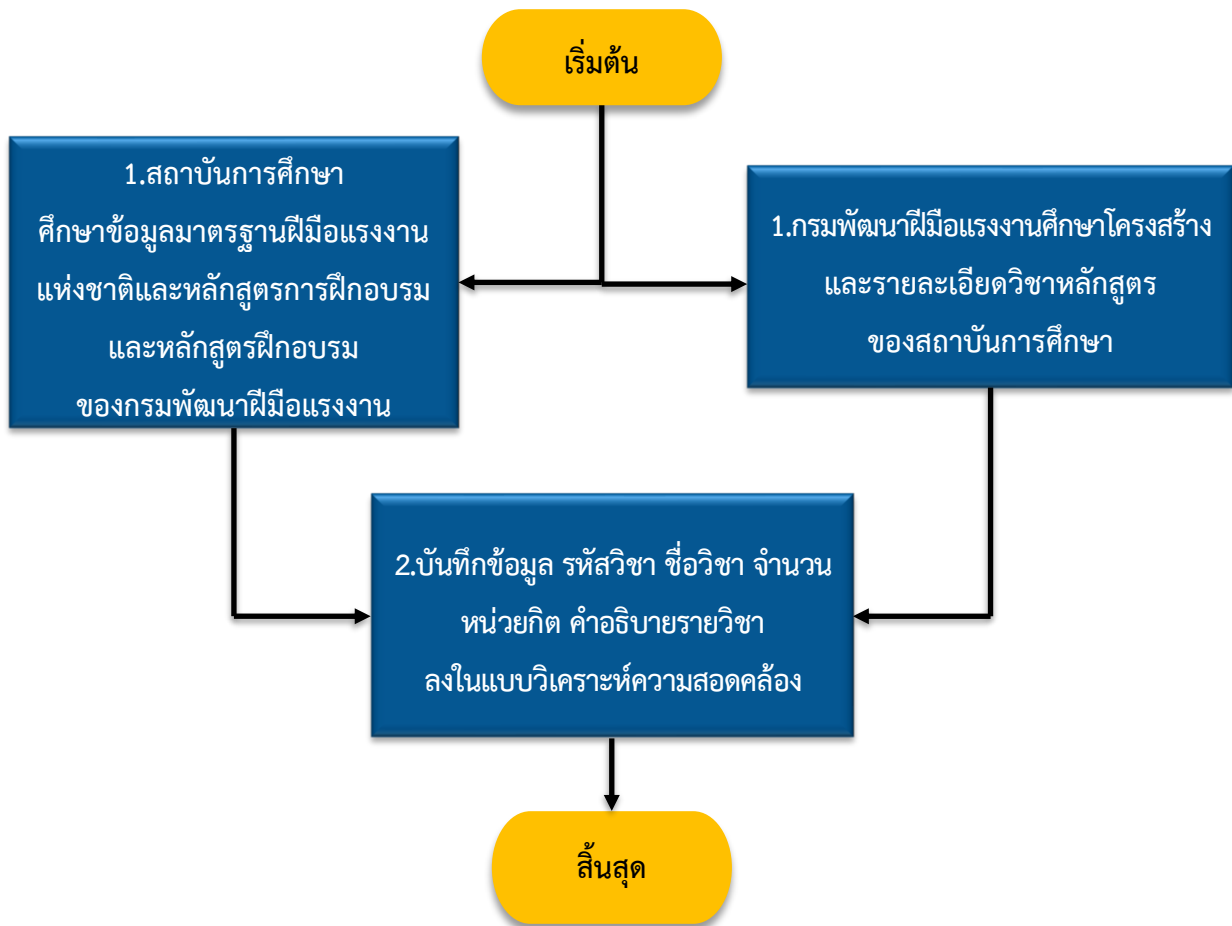 เริ่มต้น
1.สถาบันการศึกษา
ศึกษาข้อมูลมาตรฐานฝีมือแรงงาน
แห่งชาติและหลักสูตรการฝึกอบรม
และหลักสูตรฝึกอบรม
ของกรมพัฒนาฝีมือแรงงาน
1.กรมพัฒนาฝีมือแรงงานศึกษาโครงสร้าง
และรายละเอียดวิชาหลักสูตร
ของสถาบันการศึกษา
2.บันทึกข้อมูล รหัสวิชา ชื่อวิชา จำนวน
หน่วยกิต คำอธิบายรายวิชา
ลงในแบบวิเคราะห์ความสอดคล้อง
สิ้นสุด